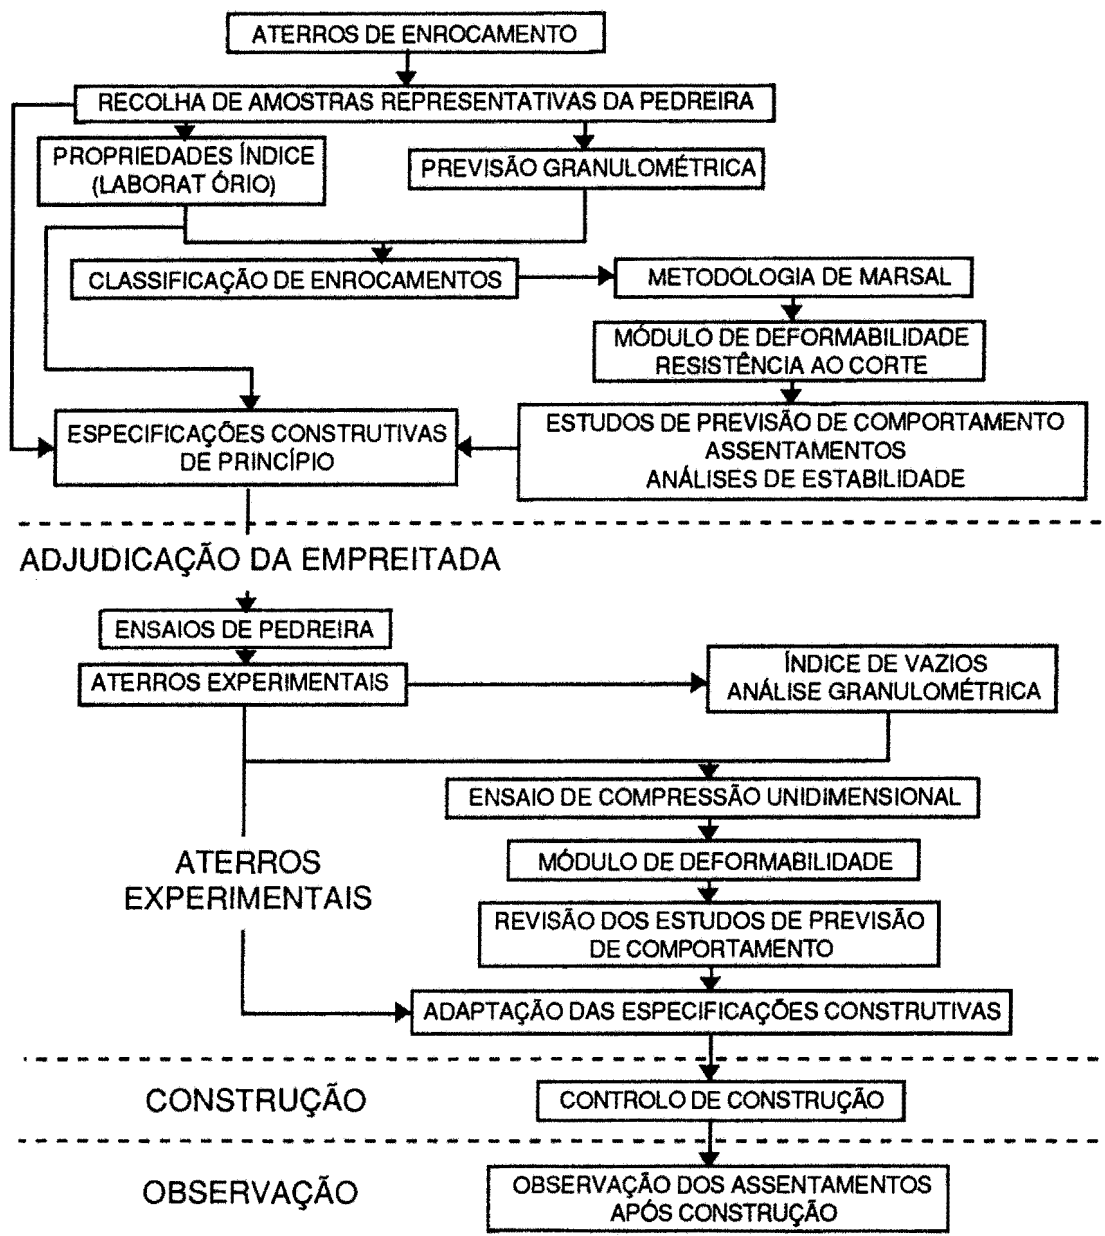 ATERROS DE ENROCAMENTO
RECOLHA DE AMOSTRAS REPRESENTATIVAS DA PEDREIRA
PROPRIEDADES ÍNDICE
(LABORAT ÓRIO)
PREVISÃO GRANULOMÉTRICA
CLASSIFICAÇÃO DE ENROCAMENTOS
METODOLOGIA DE MARSAL
MÓDULO DE DEFORMABILIDADE
RESISTÊNCIA AO CORTE
ESPECIFICAÇÕES CONSTRUTIVAS
DE PRINCÍPIO
ESTUDOS DE PREVISÃO DE COMPORTAMENTO
ASSENTAMENTOS
ANÁLISES DE ESTABILIDADE
ADJUDICAÇÃO DA EMPREITADA
ENSAIOS DE PEDREIRA
ATERROS EXPERIMENTAIS
ÍNDICE DE VAZIOS
ANÁLISE GRANULOMÉTRICA
ENSAIO DE COMPRESSÃO UNIDIMENSIONAL
MÓDULO DE DEFORMABILIDADE
ATERROS
EXPERIMENTAIS
REVISÃO DOS ESTUDOS DE PREVISÃO
DE COMPORTAMENTO
ADAPTAÇÃO DAS ESPECIFICAÇÕES CONSTRUTIVAS
CONSTRUÇÃO
CONTROLO DE CONSTRUÇÃO
OBSERVAÇÃO
OBSERVAÇÃO DOS ASSENTAMENTOS
APÓS CONSTRUÇÃO